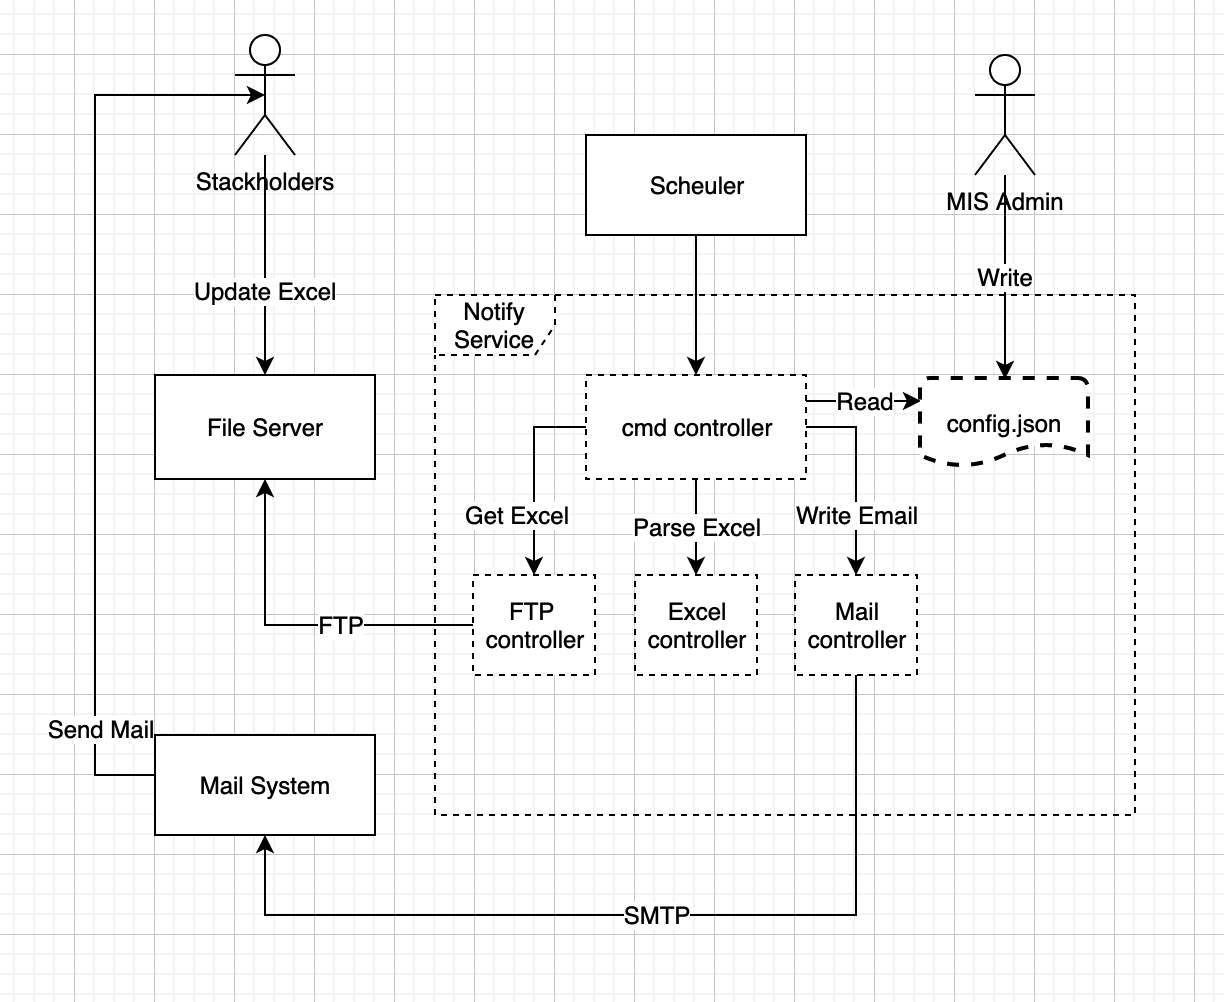 Stackholders
Scheuler
MIS Admin
Update Excel
Write
Notify
Service
File Server
cmd controller
Read
config.json
Get Excel
Parse Excel
Write Email
FTP
controller
Excel
controller
Mail
controller
FTP
Send Mail
Mail System
SMTP